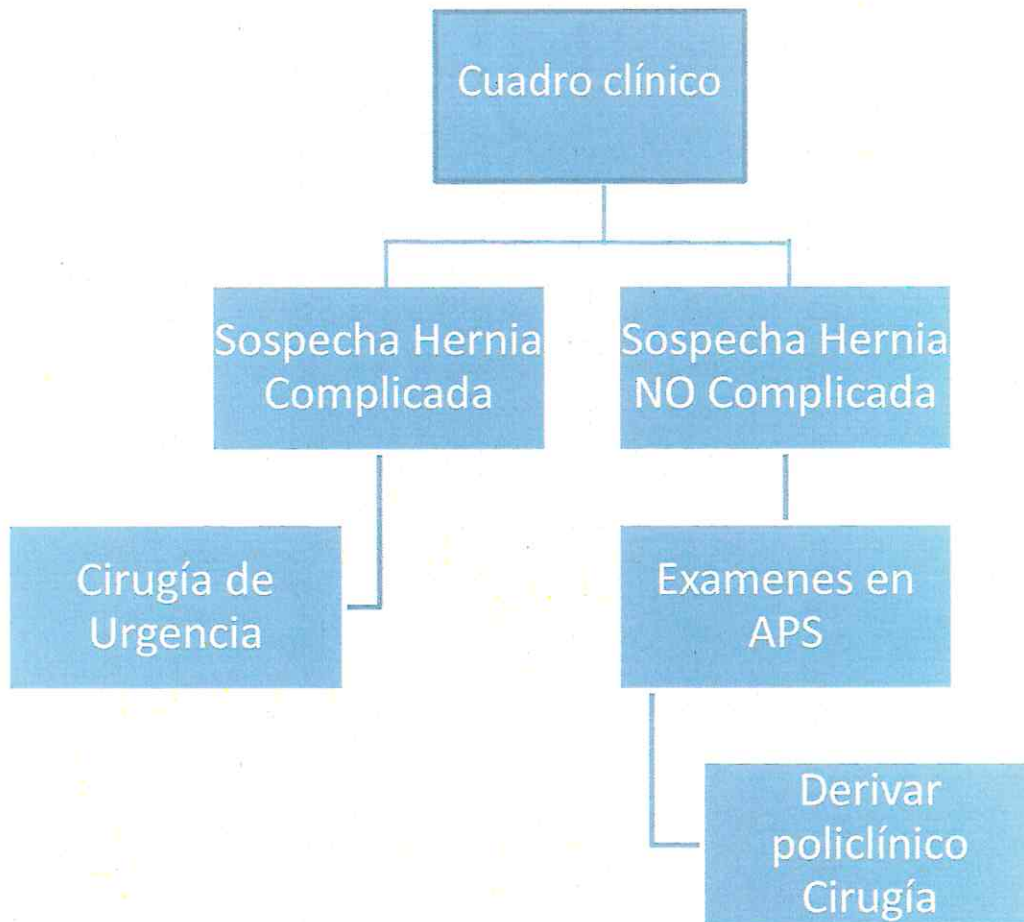 Cuadro clínico
Sospecha Hernia
Complicada
Sospecha Hernia
NO Complicada
Cirugía de
Urgencia
Examenes en
APS
Derivar
policlínico
Cirugía